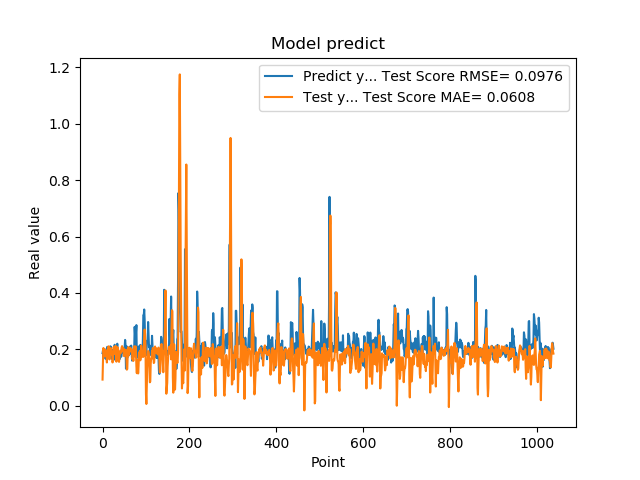 Model predict
Predict y... Test Score RMSE= 0.0976
Test y... Test Score MAE= 0.0608
Real value
1.2
1.0
0.8
0.6
0.4
0.2
0.0
0 200 400 600 800 1000
Point